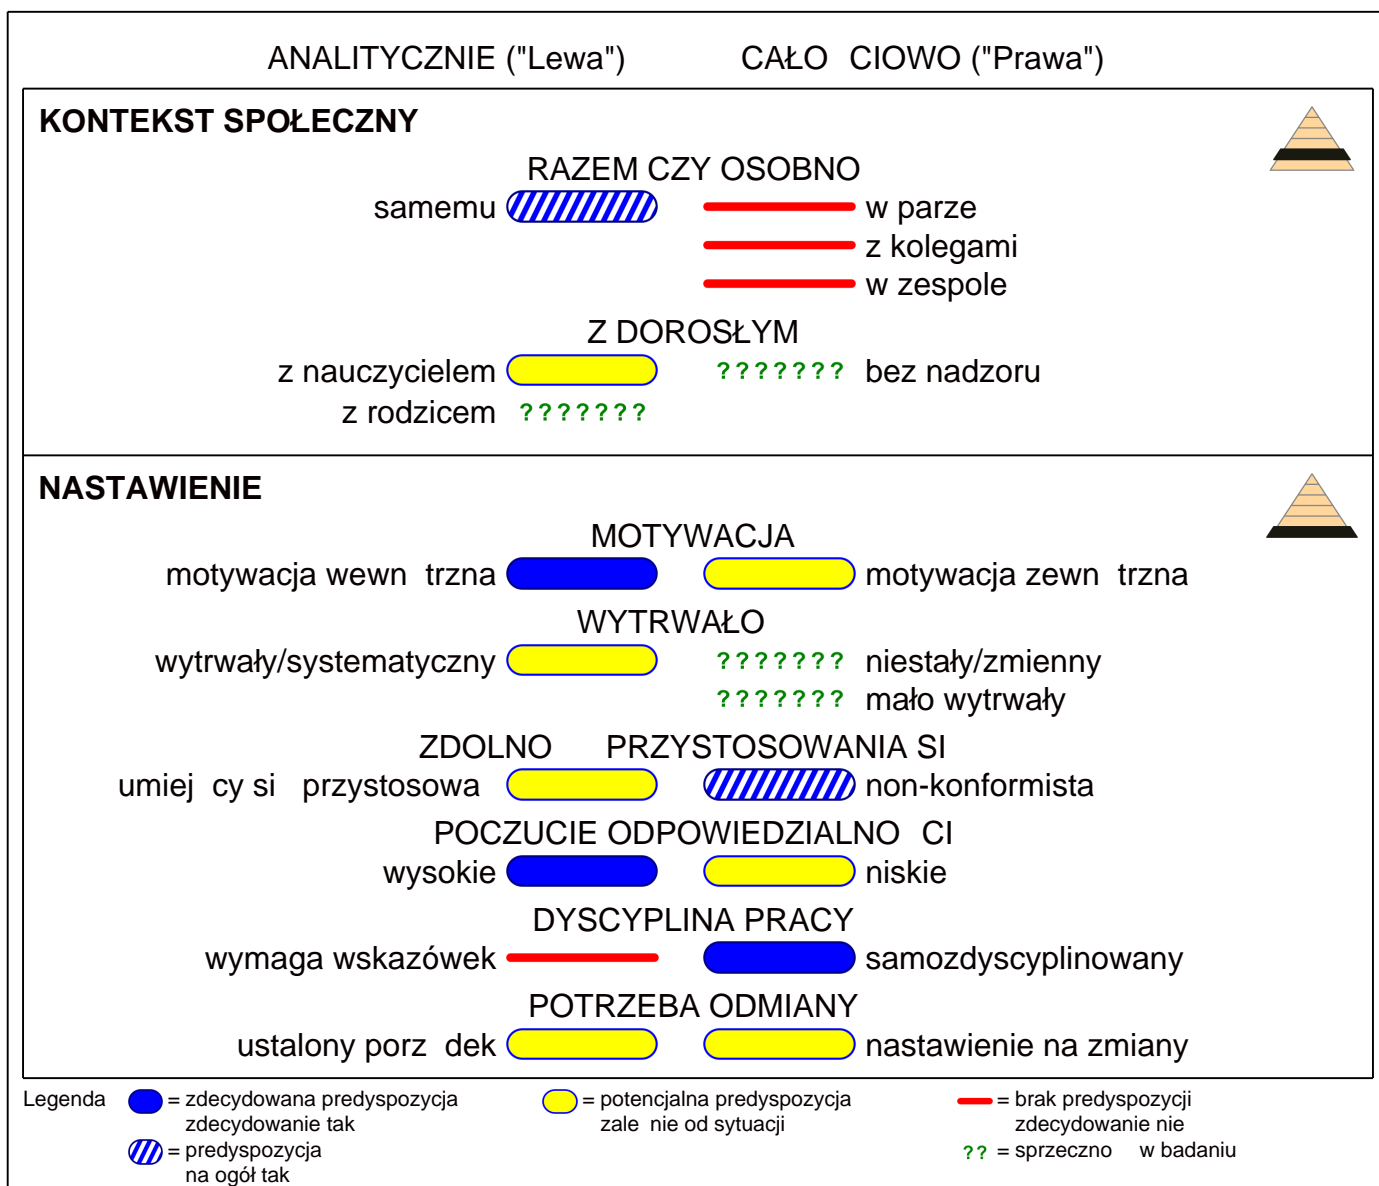 ANALITYCZNIE ("Lewa") CAŁO CIOWO ("Prawa")
KONTEKST SPOŁECZNY
RAZEM CZY OSOBNO
samemu w parze
z kolegami
w zespole
Z DOROSŁYM
z nauczycielem ??????? bez nadzoru
z rodzicem ???????
NASTAWIENIE
MOTYWACJA
motywacja wewn trzna motywacja zewn trzna
WYTRWAŁO
wytrwały/systematyczny ??????? niestały/zmienny
??????? mało wytrwały
ZDOLNO PRZYSTOSOWANIA SI
umiej cy si przystosowa non-konformista
POCZUCIE ODPOWIEDZIALNO CI
wysokie niskie
DYSCYPLINA PRACY
wymaga wskazówek samozdyscyplinowany
POTRZEBA ODMIANY
ustalony porz dek nastawienie na zmiany
Legenda = zdecydowana predyspozycja = potencjalna predyspozycja = brak predyspozycji
zdecydowanie tak zale nie od sytuacji zdecydowanie nie
= predyspozycja ?? = sprzeczno w badaniu
na ogół tak